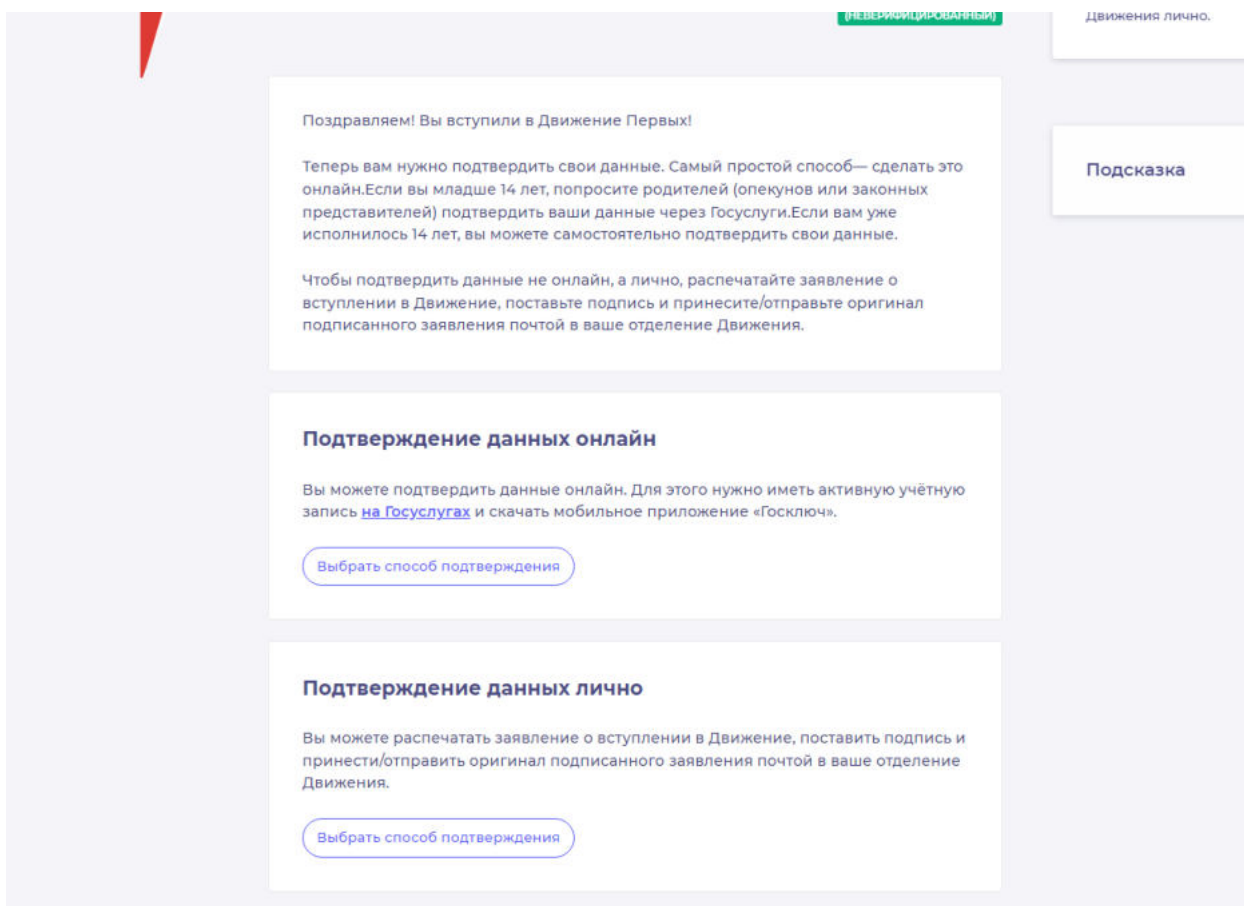 (НЕВЕРИФИЦИРОВАННЫЙ)
Движения лично.
Поздравляем! Вы вступили в Движение Первых!
Теперь вам нужно подтвердить свои данные. Самый простой способ— сделать это
онлайн.Если вы младше 14 лет, попросите родителей (опекунов или законных
представителей) подтвердить ваши данные через Госуслуги.Если вам уже
исполнилось 14 лет, вы можете самостоятельно подтвердить свои данные.
Чтобы подтвердить данные не онлайн, а лично, распечатайте заявление о
вступлении в Движение, поставьте подпись и принесите/отправьте оригинал
подписанного заявления почтой в ваше отделение Движения.
Подсказка
Подтверждение данных онлайн
Вы можете подтвердить данные онлайн. Для этого нужно иметь активную учётную
запись на Госуслугах и скачать мобильное приложение «Госключ».
Выбрать способ подтверждения
Подтверждение данных лично
Вы можете распечатать заявление о вступлении в Движение, поставить подпись и
принести/отправить оригинал подписанного заявления почтой в ваше отделение
Движения.
Выбрать способ подтверждения